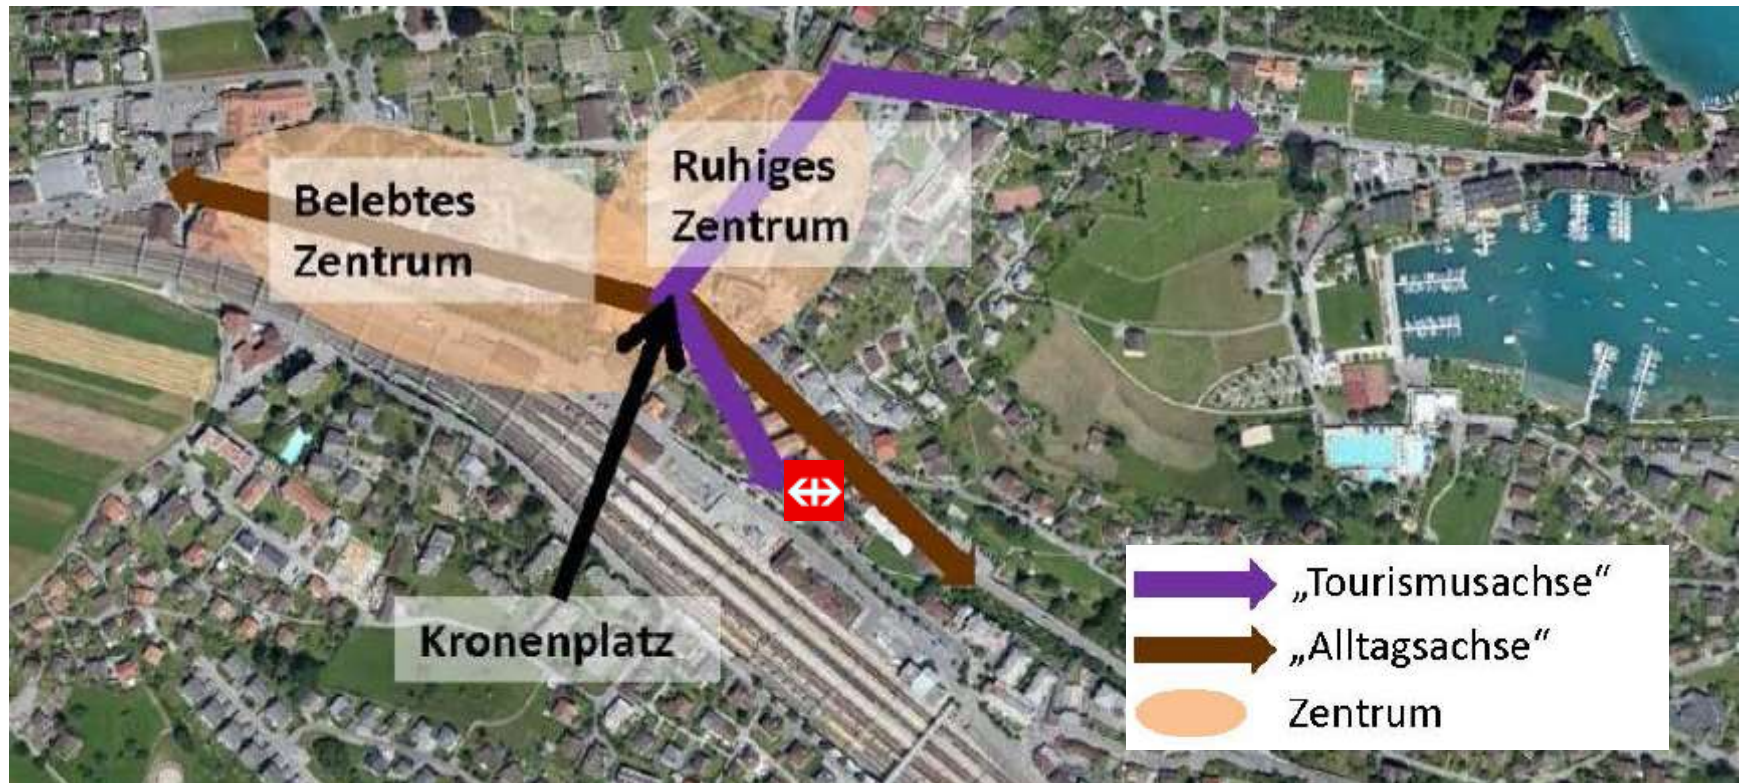 Ruhiges
Zentrum
Belebtes
Zentrum
Kronenplatz
„Tourismusachse“
„Alltagsachse“
Zentrum